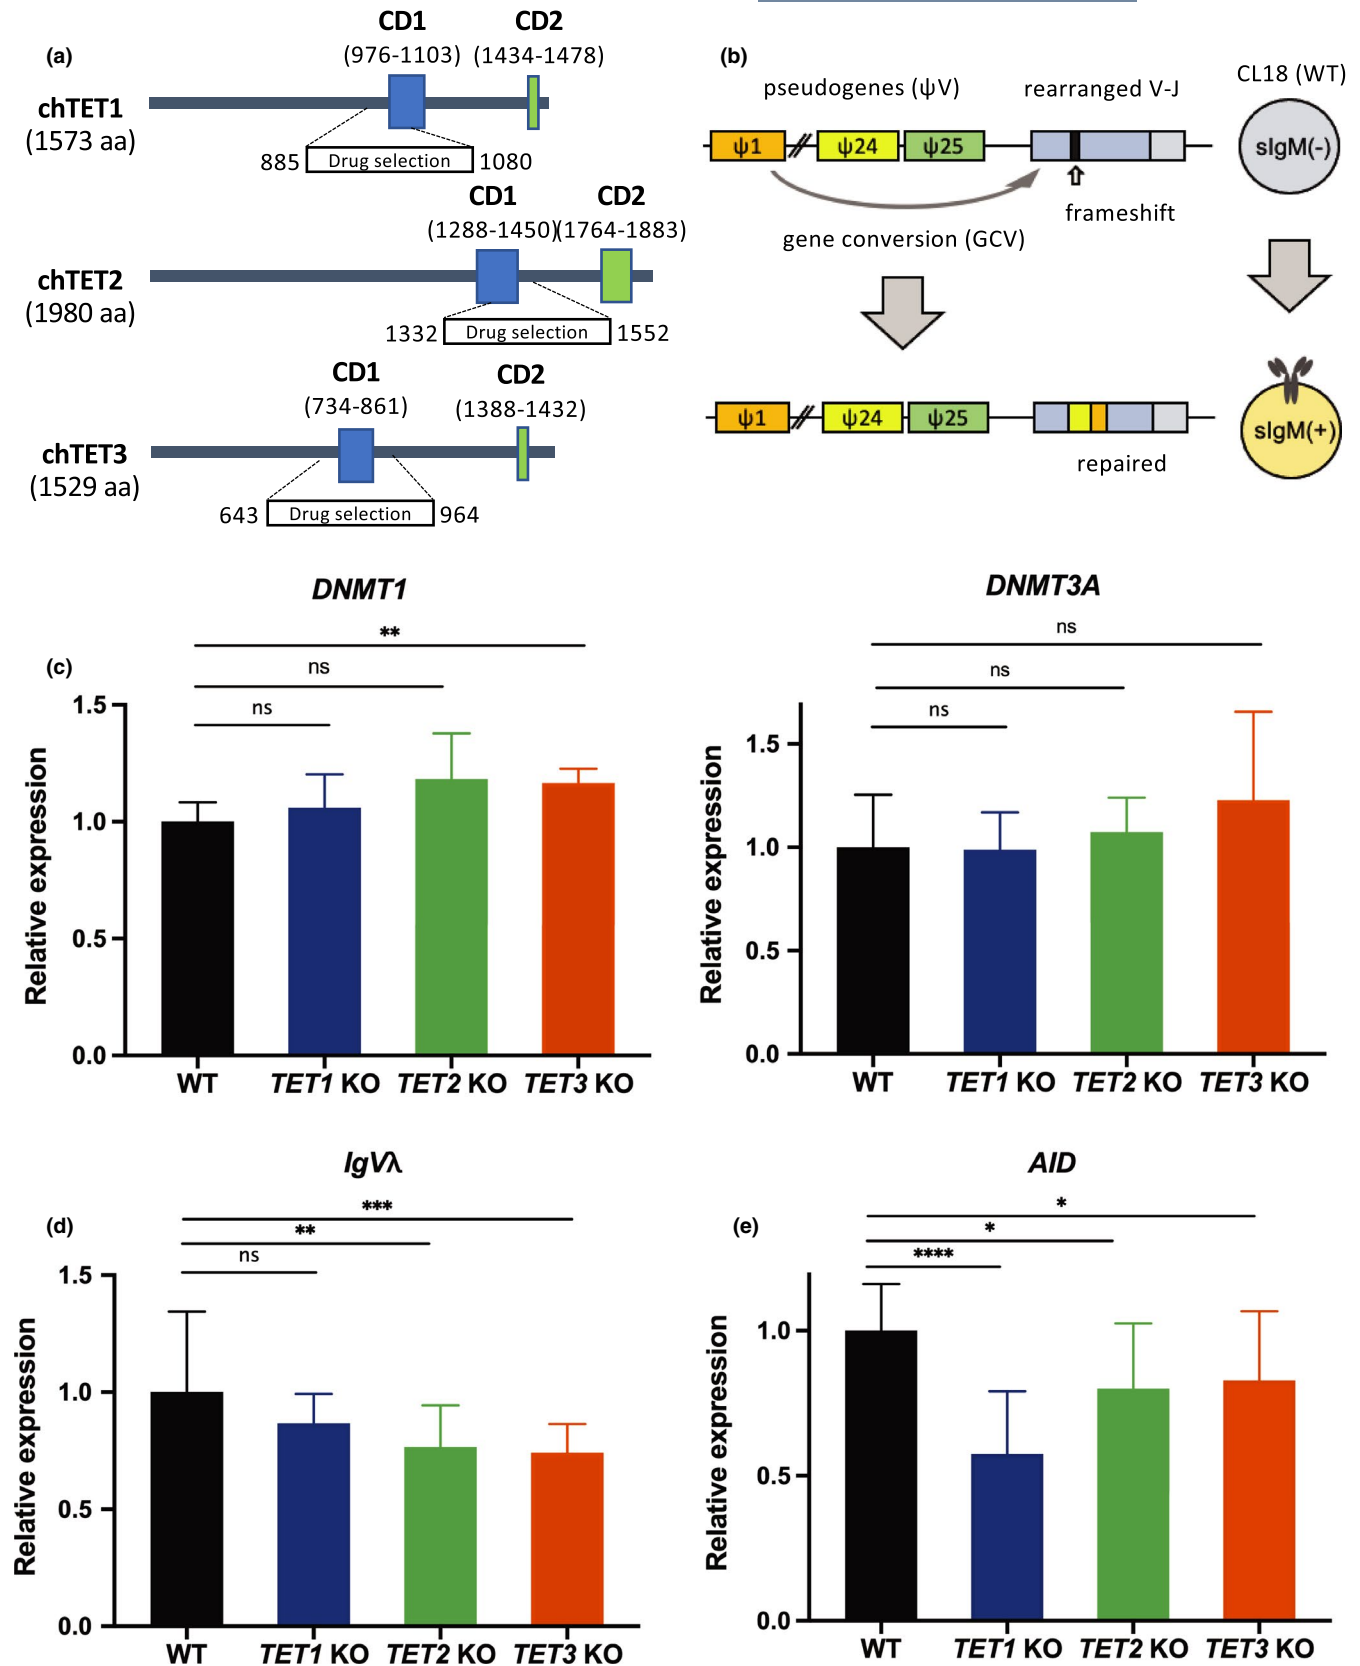 (a)
CD1 CD2
(976-1103) (1434-1478)
chTET1
(1573 aa)
885 Drug selection 1080
CD1 CD2
(1288-1450)(1764-1883)
chTET2
(1980 aa)
1332 Drug selection 1552
CD1 CD2
(734-861) (1388-1432)
chTET3
(1529 aa)
643 Drug selection 964
(b)
pseudogenes (ψV) rearranged V-J CL18 (WT)
ψ1 ψ24 ψ25 sIgM(-)
frameshift
gene conversion (GCV)
ψ1 ψ24 ψ25 sIgM(+)
repaired
(c)
DNMT1
**
ns
ns
Relative expression
1.5
1.0
0.5
0.0
WT TET1 KO TET2 KO TET3 KO
DNMT3A
ns
ns
ns
Relative expression
1.5
1.0
0.5
0.0
WT TET1 KO TET2 KO TET3 KO
(d)
IgVλ
***
**
ns
Relative expression
1.5
1.0
0.5
0.0
WT TET1 KO TET2 KO TET3 KO
(e)
AID
*
*
****
Relative expression
1.0
0.5
0.0
WT TET1 KO TET2 KO TET3 KO